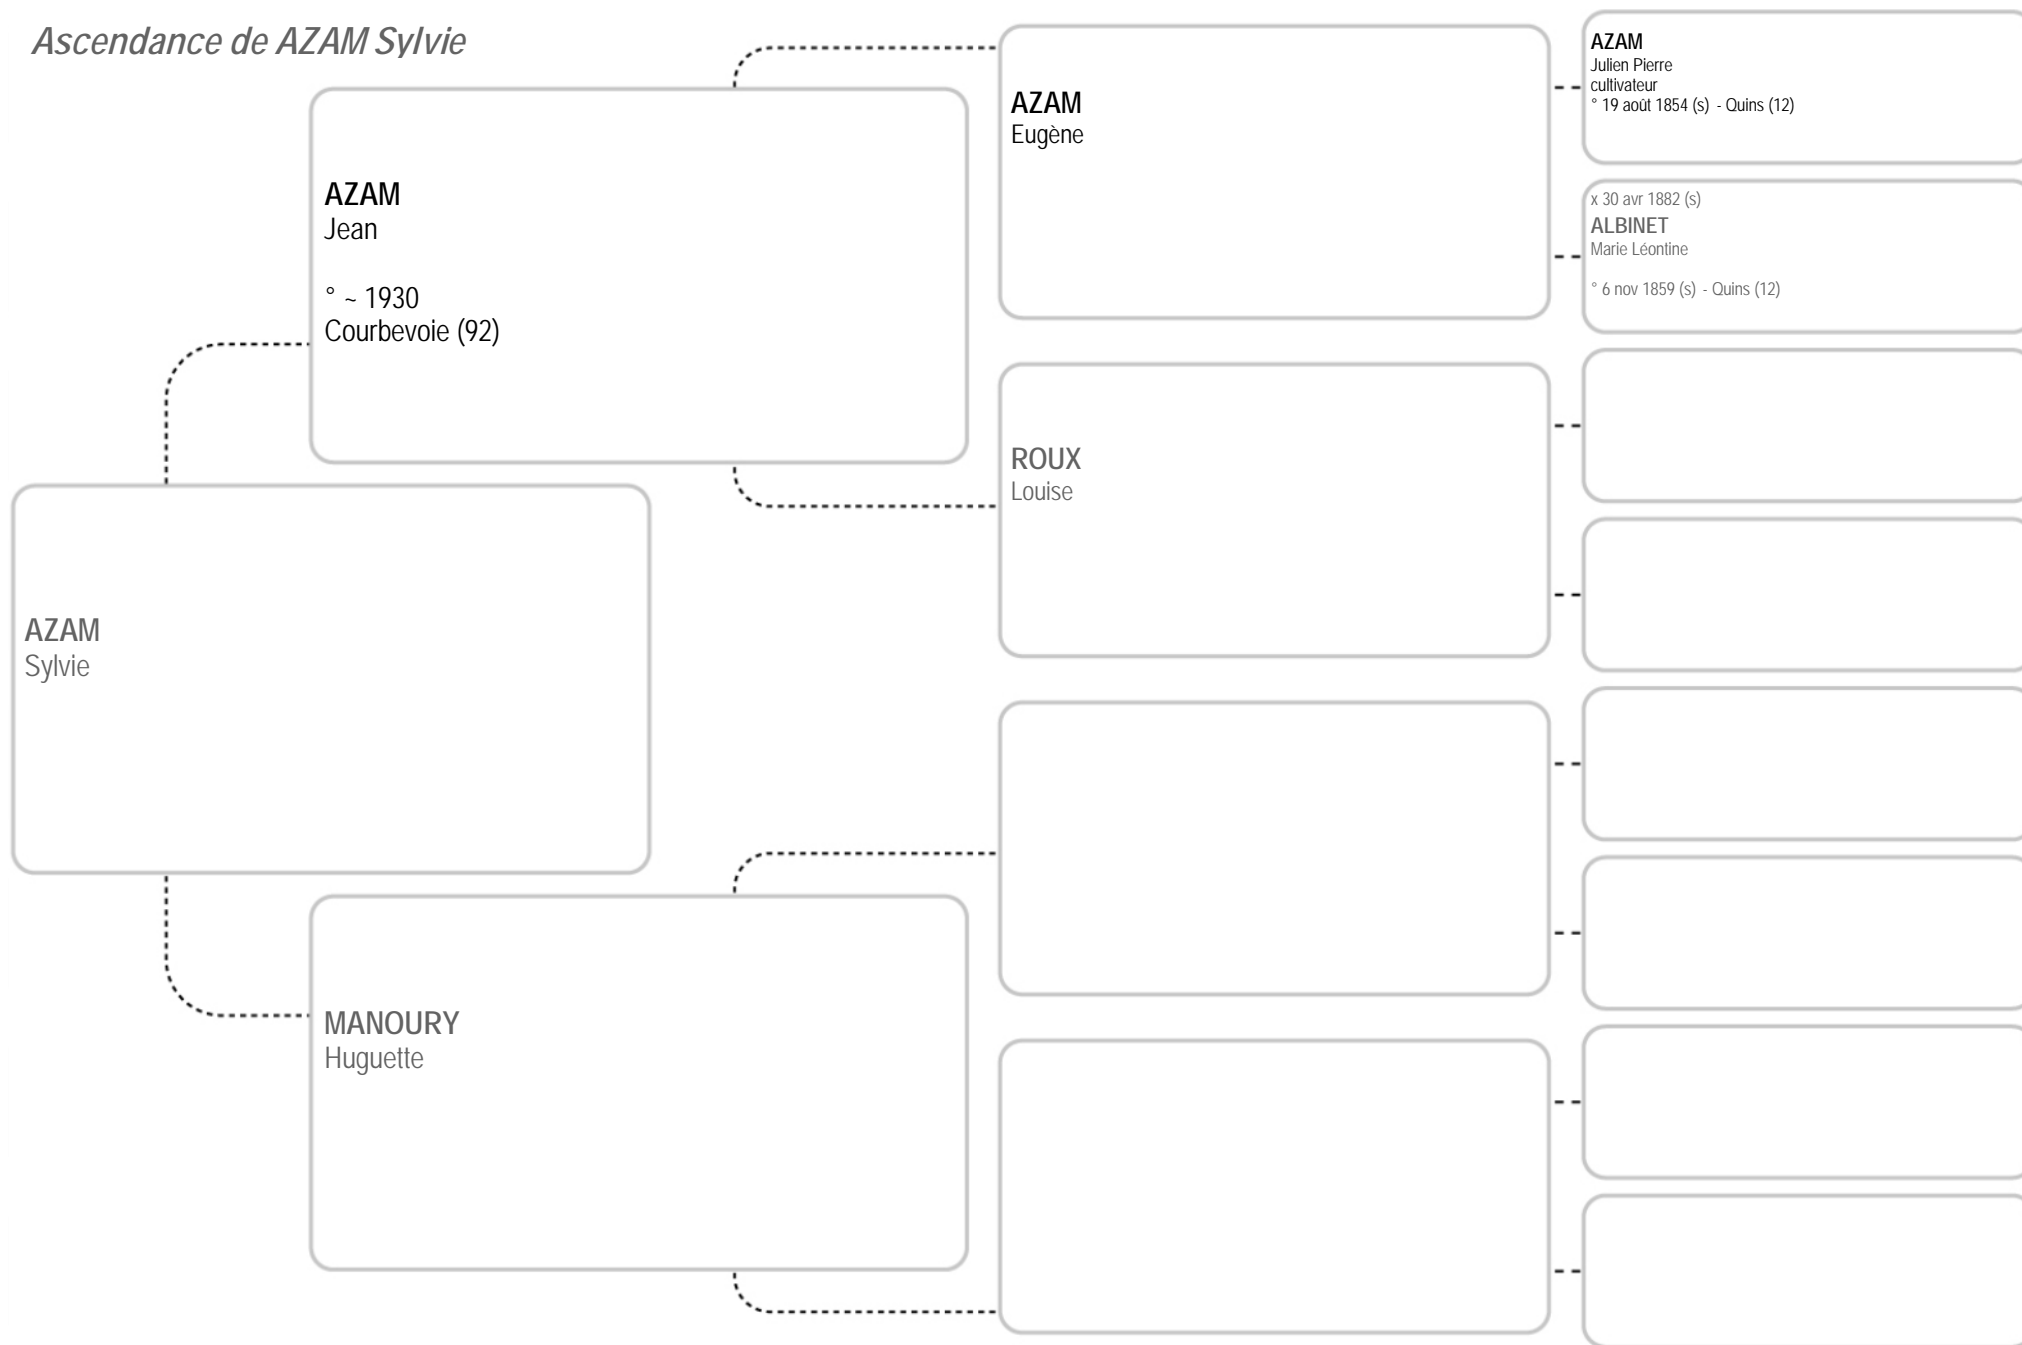 Ascendance de AZAM Sylvie
AZAM
Sylvie
AZAM
Jean
° ~ 1930
Courbevoie (92)
MANOURY
Huguette
AZAM
Eugène
ROUX
Louise
AZAM
Julien Pierre
cultivateur
° 19 août 1854 (s) - Quins (12)
x 30 avr 1882 (s)
ALBINET
Marie Léontine
° 6 nov 1859 (s) - Quins (12)